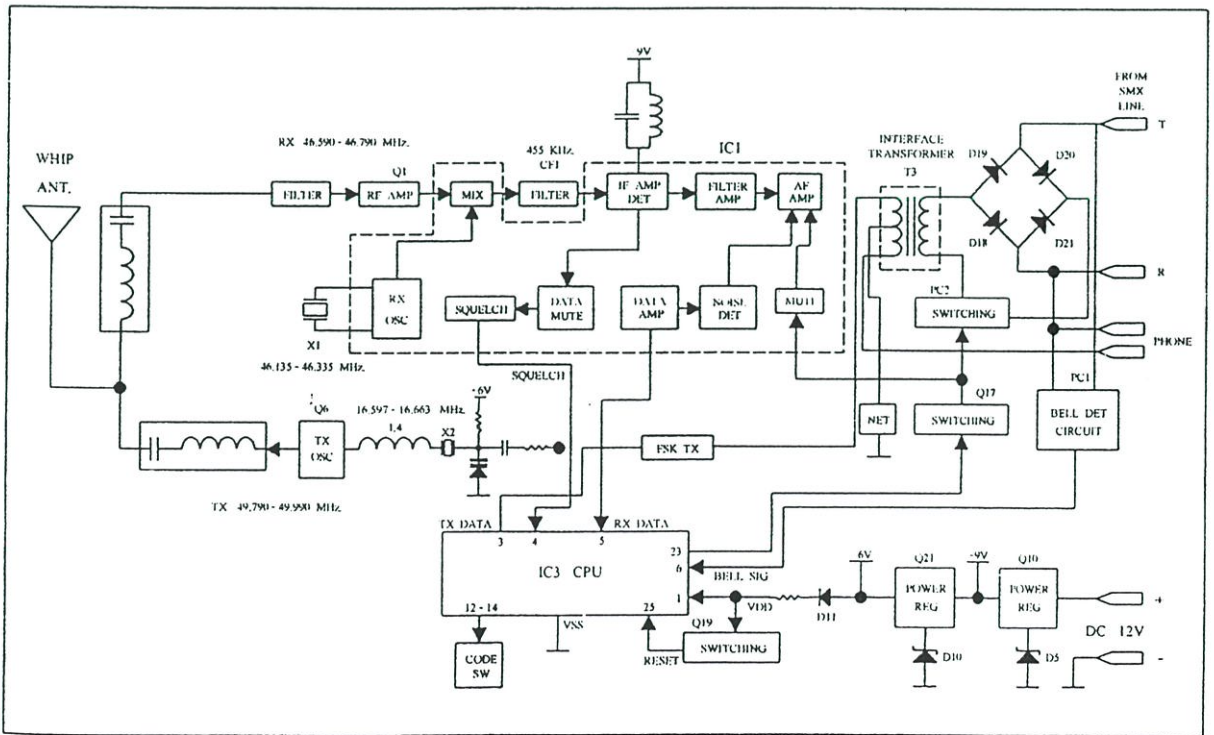 -9V
FROM
SMX
LINE
T
RX 46,590 - 46,790 MHz.
455 KHz.
CF1
IC1
INTERFACE
TRANSFORMER
T3
D19
D20
WHIP
ANT.
Q1
FILTER
RF AMP
MIX
FILTER
IF AMP
DET
FILTER
AMP
AF
AMP
D18
D21
R
PC2
SWITCHING
RX
OSC
SQUELCH
DATA
MUTE
DATA
AMP
NOISE
DET
PHONE
X1
46,135 - 46,335 MHz.
SQUELCH
PC1
Q17
BELL DET
CIRCUIT
-6V
Q6
16,597 - 16,663 MHz.
L4
X2
TX
OSC
NET
SWITCHING
FSK TX
TX 49,790 - 49,990 MHz.
TX DATA
RX DATA
3
4
5
IC3 CPU
23
6
BELL SIG
6V
Q21
-9V
Q10
1
VDD
D11
POWER
REG
POWER
REG
+
12 - 14
25
VSS
Q19
DC 12V
CODE
SW
RESET
SWITCHING
D10
D5
-